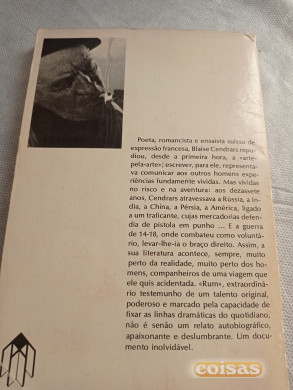 Poeta, romancista e ensaísta suíço de
expressão francesa, Blaise Cendrars repu-
diou, desde a primeira hora, a «arte-
-pela-arte»; escrever, para ele, representa-
va comunicar aos outros homens expe-
riências fundamente vividas. Mas vividas
no risco e na aventura: aos dezassete
anos, Cendrars atravessava a Rússia, a Ín-
dia, a China, a Pérsia, a América, ligado
a um traficante, cujas mercadorias defen-
dia de pistola em punho ... E a guerra
de 14-18, onde combateu como voluntá-
rio, levar-lhe-ia o braço direito. Assim, a
sua literatura acontece, sempre, muito
perto da realidade, muito perto dos ho-
mens, companheiros de uma viagem que
ele quis acidentada. «Rum», extraordiná-
rio testemunho de um talento original,
poderoso e marcado pela capacidade de
fixar as linhas dramáticas do quotidiano,
não é senão um relato autobiográfico,
apaixonante e deslumbrante. Um docu-
mento inolvidável.
coisas